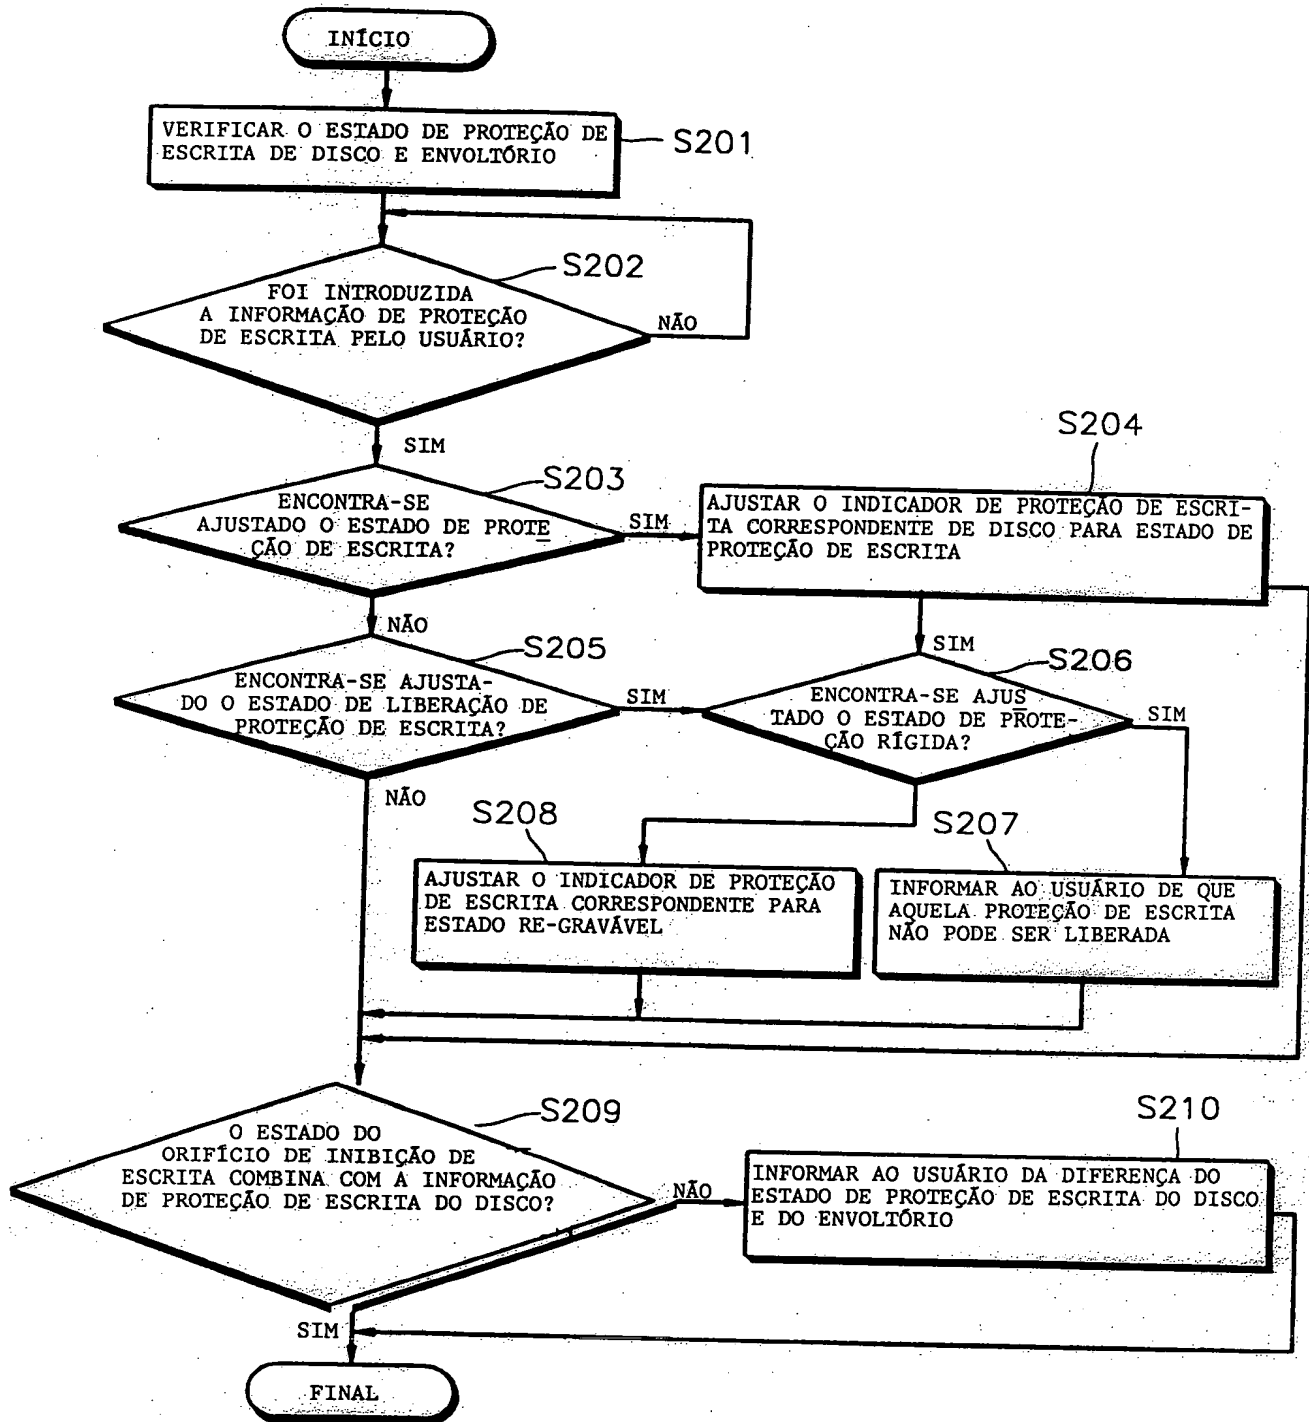 INÍCIO
VERIFICAR O ESTADO DE PROTEÇÃO DE
ESCRITA DE DISCO E ENVOLTÓRIO
S201
S202
FOI INTRODUZIDA
A INFORMAÇÃO DE PROTEÇÃO
DE ESCRITA PELO USUÁRIO?
NÃO
SIM
S203
ENCONTRA-SE
AJUSTADO O ESTADO DE PROTE
ÇÃO DE ESCRITA?
SIM
S204
AJUSTAR O INDICADOR DE PROTEÇÃO DE ESCRI-
TA CORRESPONDENTE DE DISCO PARA ESTADO DE
PROTEÇÃO DE ESCRITA
NÃO
SIM
S205
ENCONTRA-SE AJUSTA-
DO O ESTADO DE LIBERAÇÃO DE
PROTEÇÃO DE ESCRITA?
SIM
S206
ENCONTRA-SE AJUS
TADO O ESTADO DE PROTE-
ÇÃO RÍGIDA?
SIM
NÃO
S208
AJUSTAR O INDICADOR DE PROTEÇÃO
DE ESCRITA CORRESPONDENTE PARA
ESTADO RE-GRAVÁVEL
S207
INFORMAR AO USUÁRIO DE QUE
AQUELA PROTEÇÃO DE ESCRITA
NÃO PODE SER LIBERADA
S209
O ESTADO DO
ORIFÍCIO DE INIBIÇÃO DE
ESCRITA COMBINA COM A INFORMAÇÃO
DE PROTEÇÃO DE ESCRITA DO DISCO?
NÃO
S210
INFORMAR AO USUÁRIO DA DIFERENÇA DO
ESTADO DE PROTEÇÃO DE ESCRITA DO DISCO
E DO ENVOLTÓRIO
SIM
FINAL